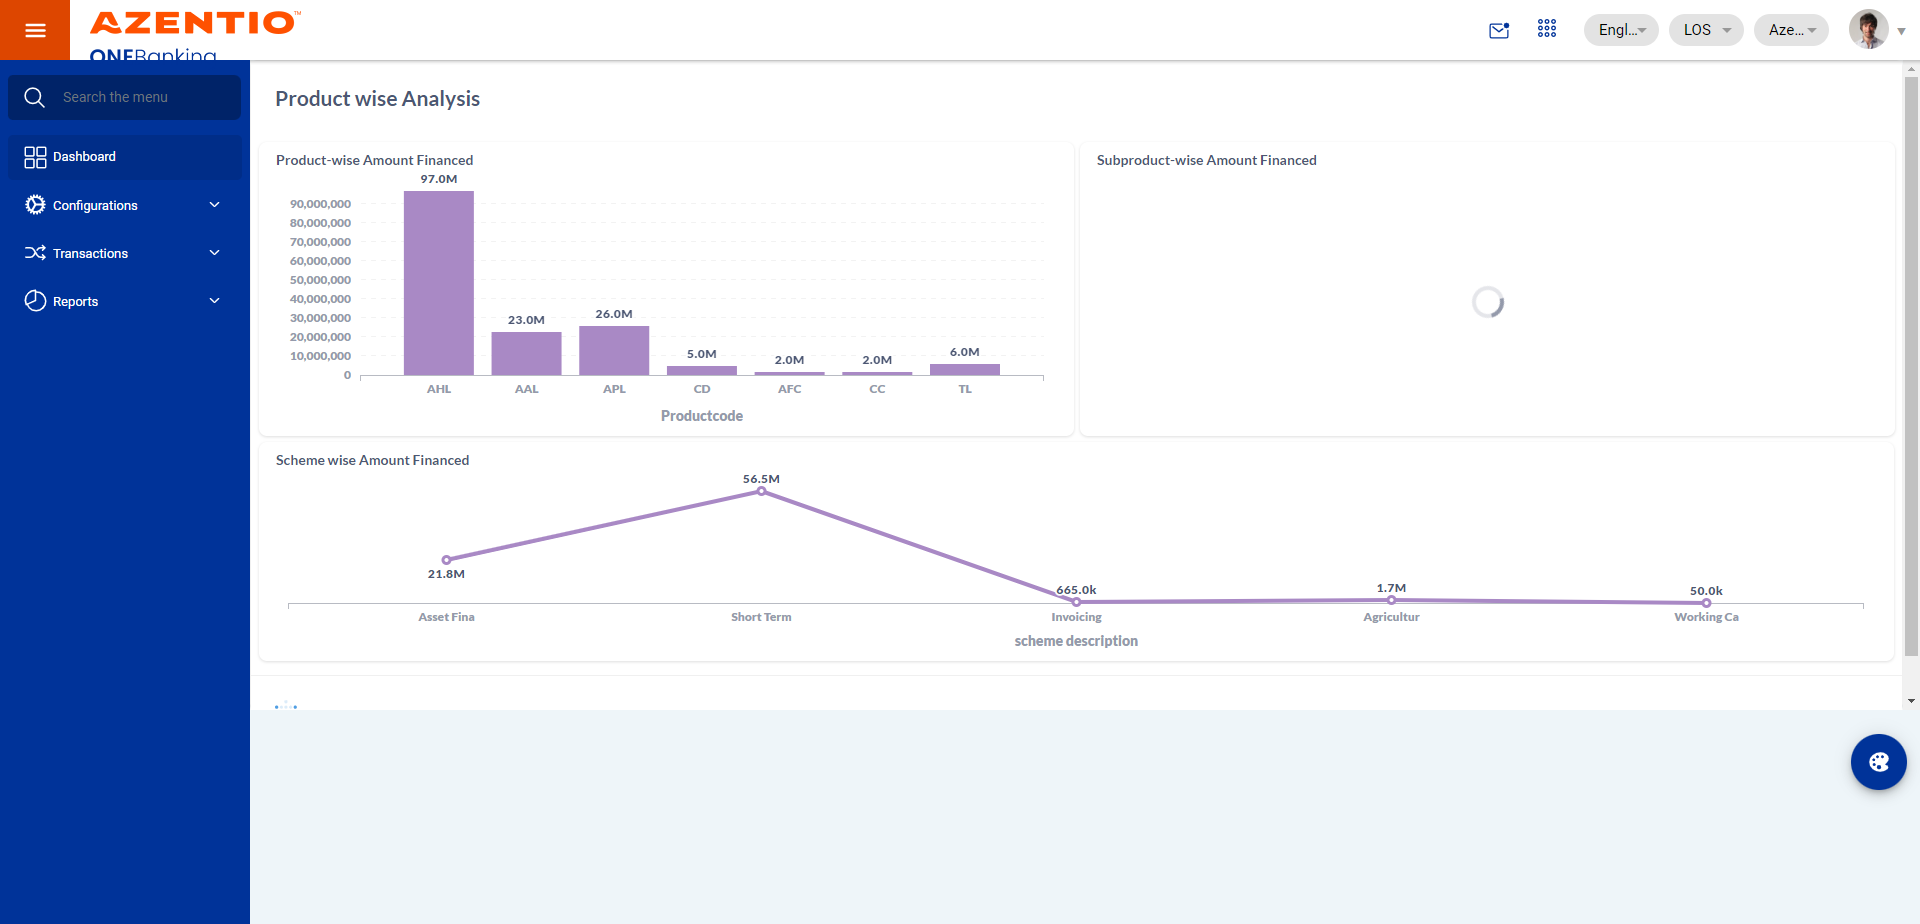 AZENTIO™
ONEBanking
Engl...
LOS
Aze...
Search the menu
Dashboard
Configurations
Transactions
Reports
Product wise Analysis
Product-wise Amount Financed
97.0M
90,000,000
80,000,000
70,000,000
60,000,000
50,000,000
40,000,000
30,000,000
20,000,000
10,000,000
0
23.0M
26.0M
5.0M
2.0M
2.0M
6.0M
AHL
AAL
APL
CD
AFC
CC
TL
Productcode
Subproduct-wise Amount Financed
Scheme wise Amount Financed
56.5M
21.8M
665.0k
1.7M
50.0k
Asset Fina
Short Term
Invoicing
Agricultur
Working Ca
scheme description